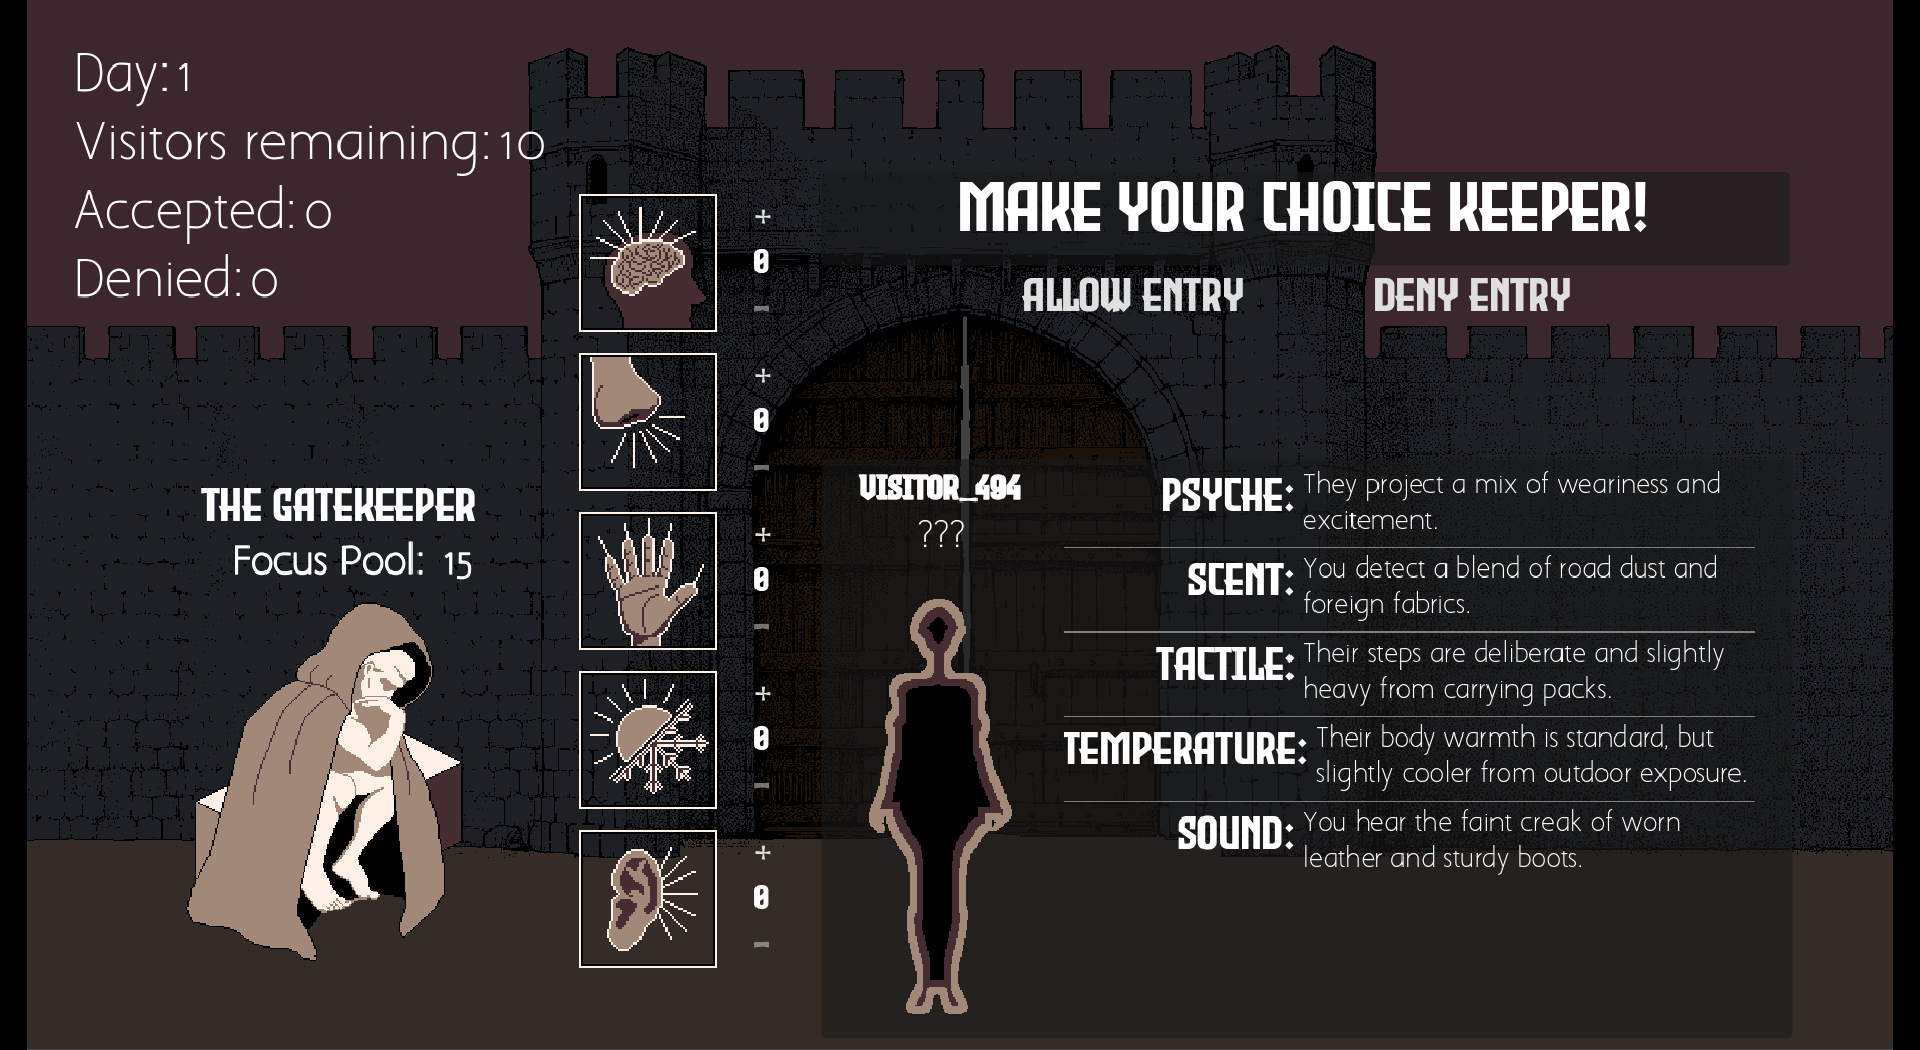 Day: 1
Visitors remaining: 10
Accepted: 0
Denied: 0
THE GATEKEEPER
Focus Pool: 15
+
0
-
+
0
-
+
0
-
+
0
-
+
0
-
MAKE YOUR CHOICE KEEPER!
ALLOW ENTRY DENY ENTRY
VISITOR_494
???
PSYCHE: They project a mix of weariness and
excitement.
SCENT: You detect a blend of road dust and
foreign fabrics.
TACTILE: Their steps are deliberate and slightly
heavy from carrying packs.
TEMPERATURE: Their body warmth is standard, but
slightly cooler from outdoor exposure.
SOUND: You hear the faint creak of worn
leather and sturdy boots.